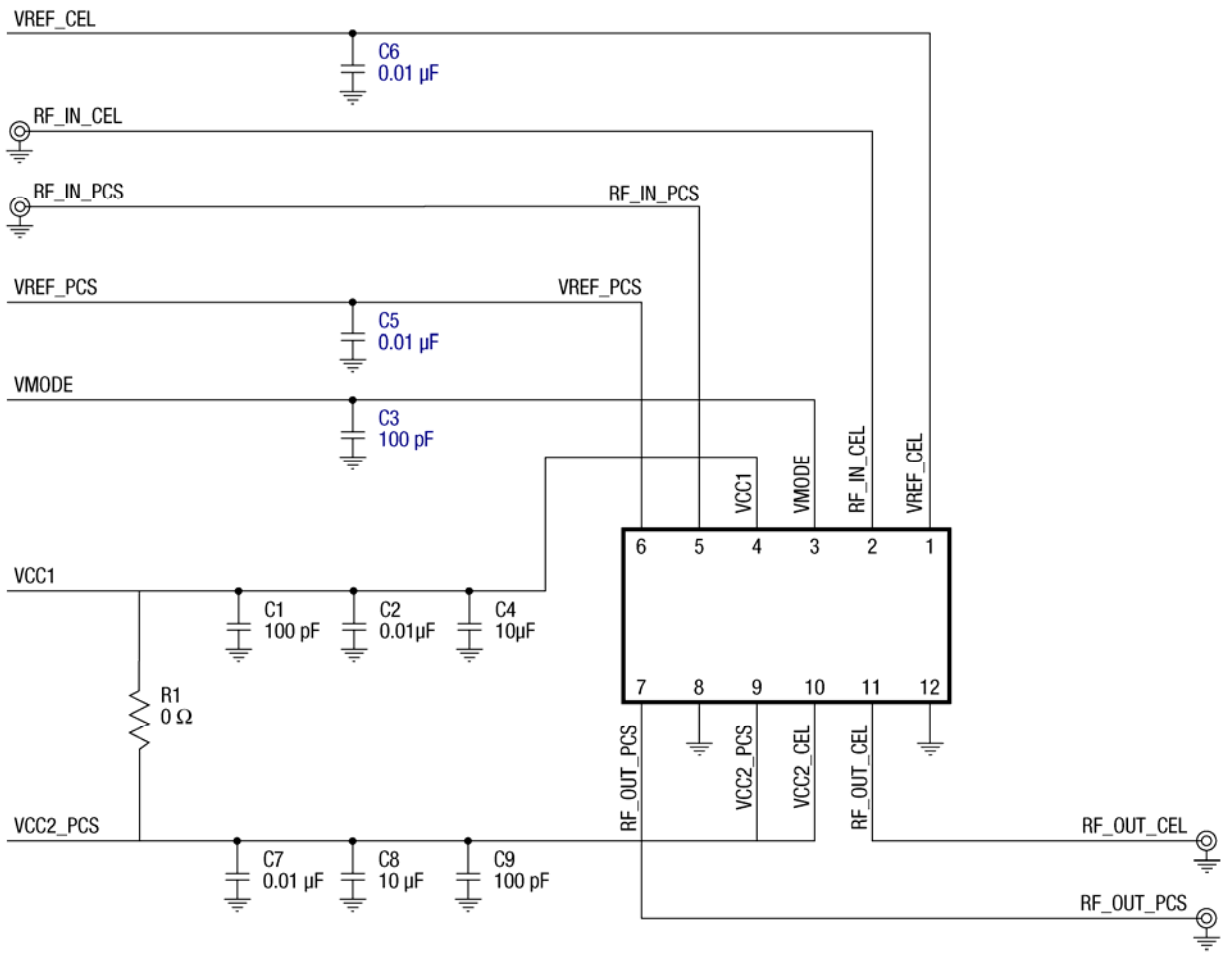 VREF_CEL
C6
0.01 µF
RF_IN_CEL
RF_IN_PCS
RF_IN_PCS
VREF_PCS
VREF_PCS
C5
0.01 µF
VMODE
C3
100 pF
VCC1
VMODE
RF_IN_CEL
VREF_CEL
6 5 4 3 2 1
VCC1
C1
100 pF
C2
0.01µF
C4
10µF
R1
0 Ω
7 8 9 10 11 12
RF_OUT_PCS
VCC2_PCS
VCC2_CEL
RF_OUT_CEL
VCC2_PCS
C7
0.01 µF
C8
10 µF
C9
100 pF
RF_OUT_CEL
RF_OUT_PCS